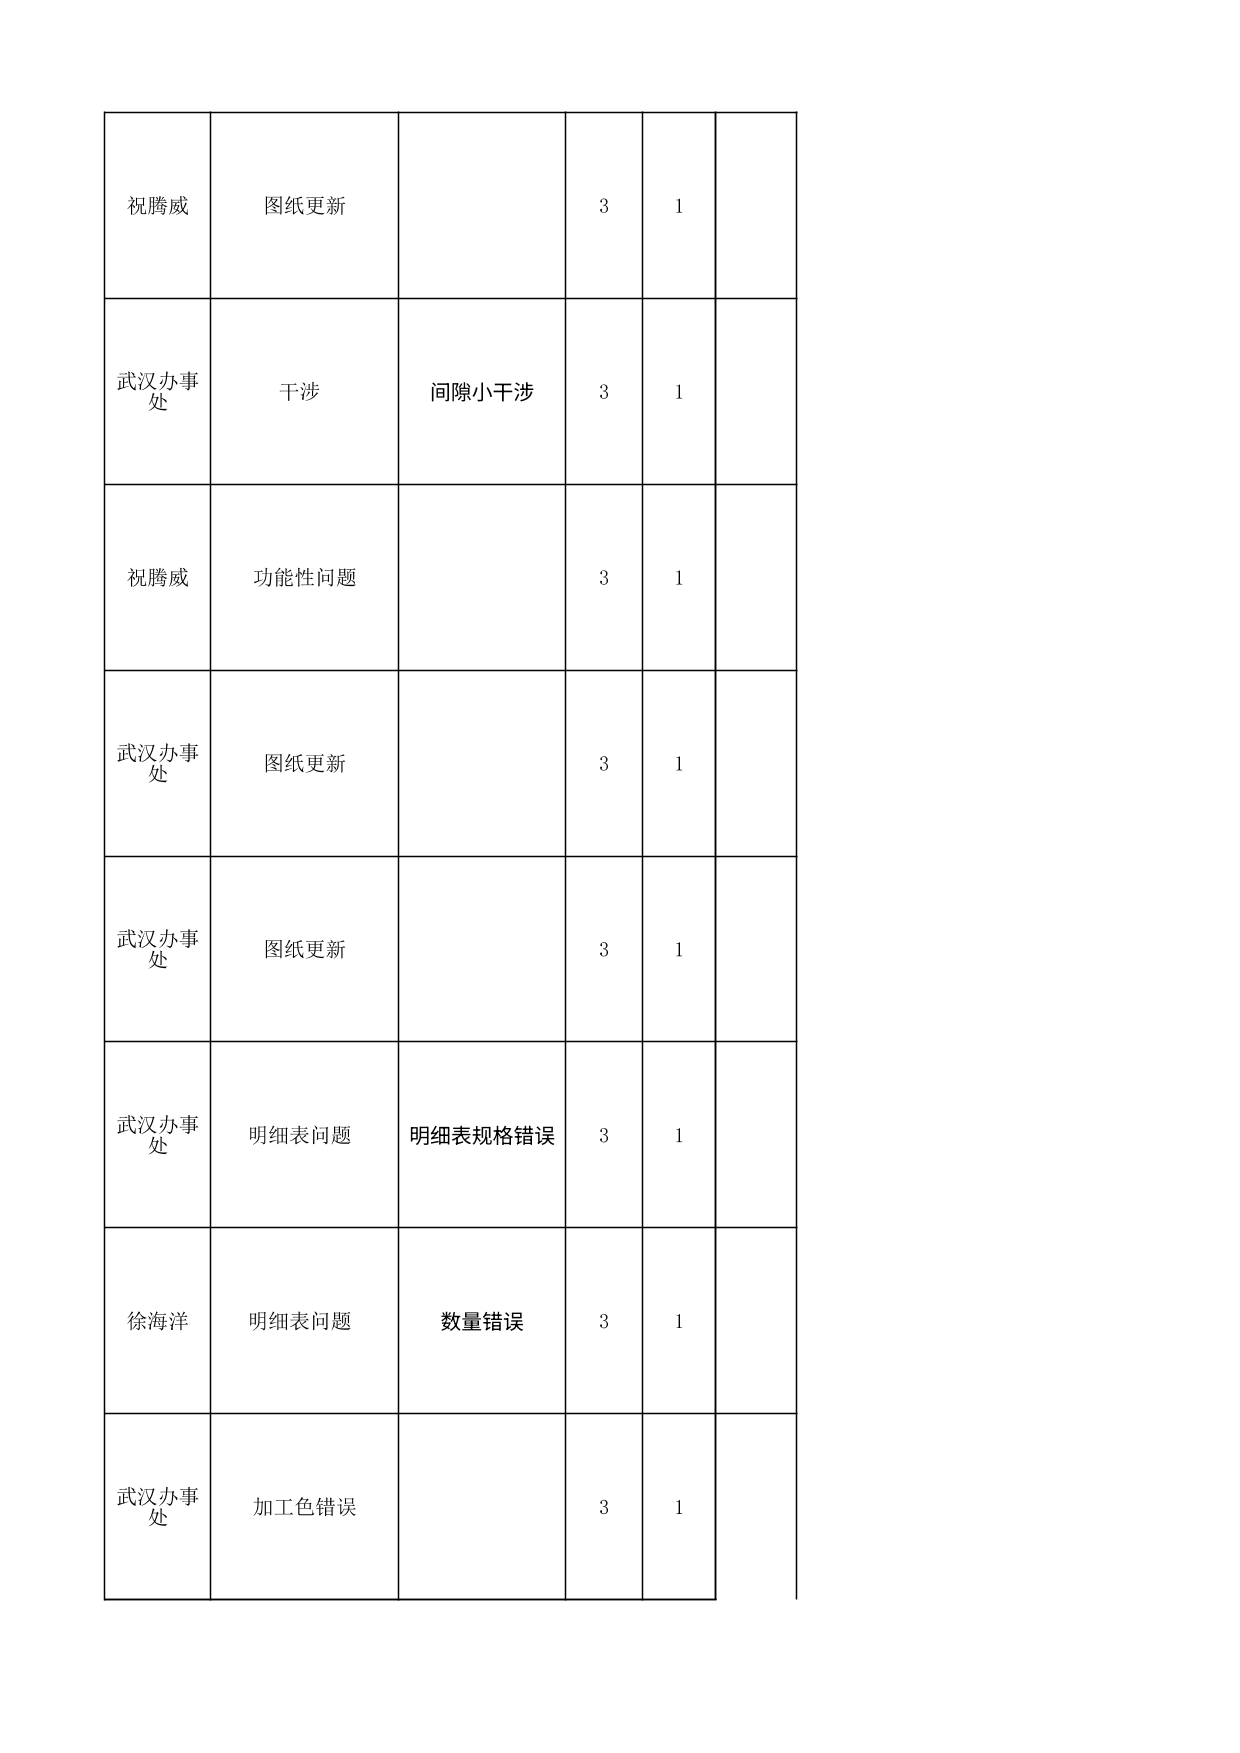 祝腾威 图纸更新 3 1
武汉办事
处 干涉 间隙小干涉 3 1
祝腾威 功能性问题 3 1
武汉办事
处 图纸更新 3 1
武汉办事
处 图纸更新 3 1
武汉办事
处 明细表问题 明细表规格错误 3 1
徐海洋 明细表问题 数量错误 3 1
武汉办事
处 加工色错误 3 1